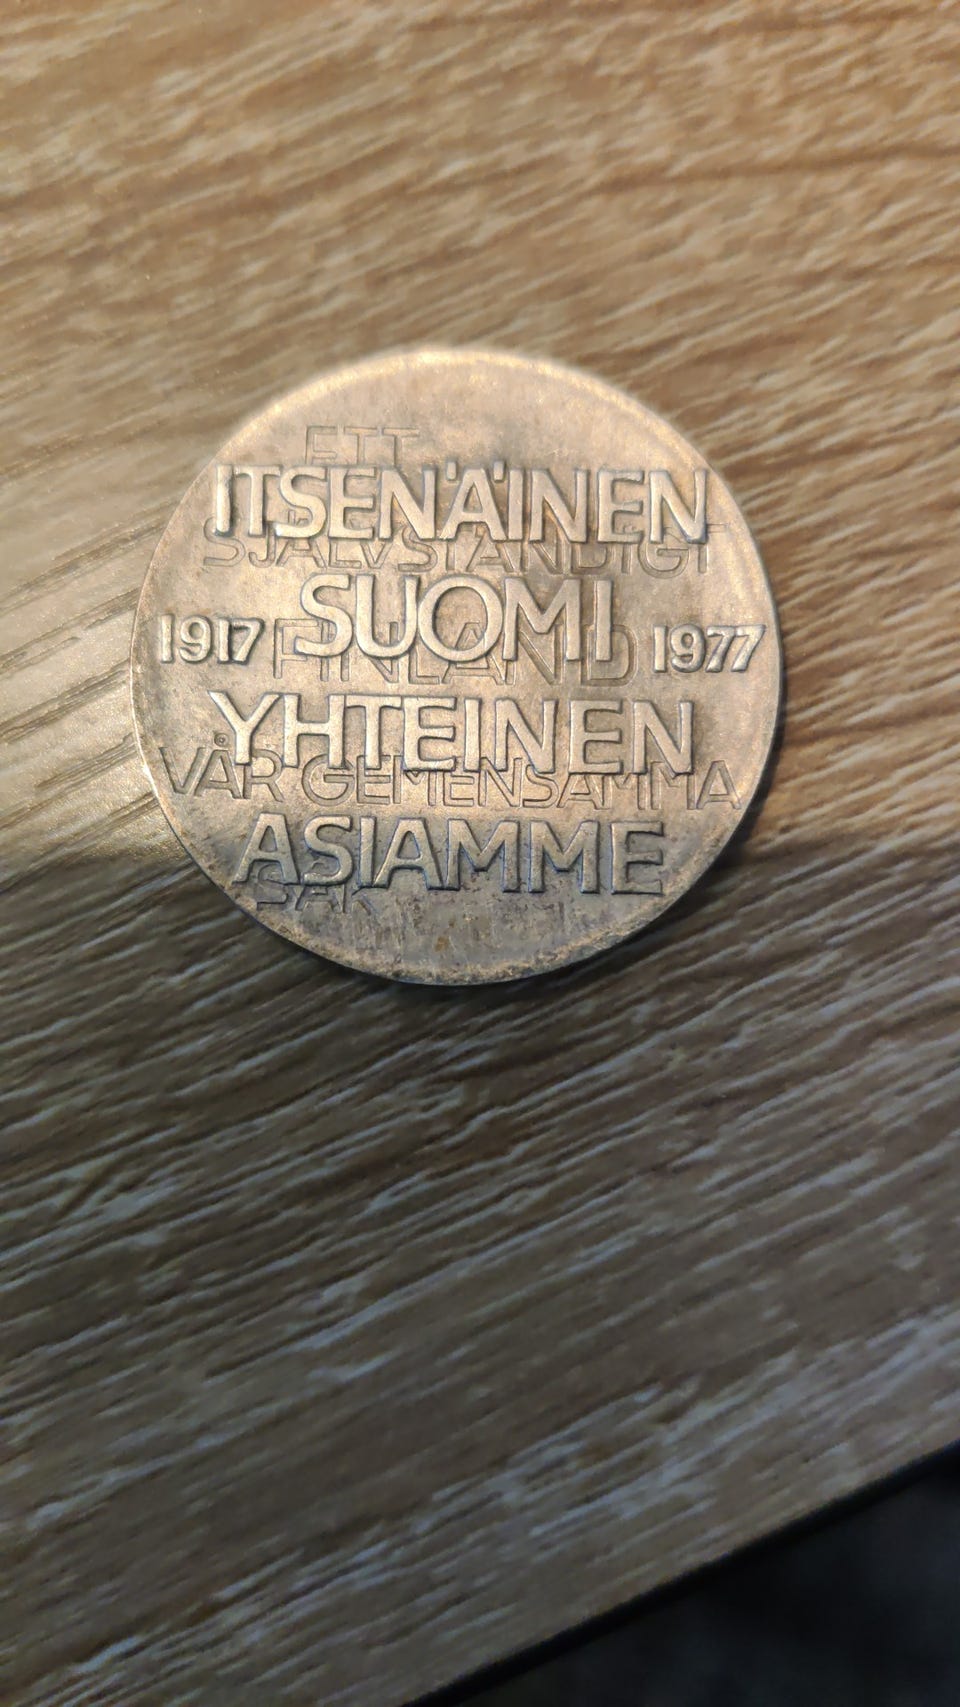 ETT
ITSENÄINEN
SJÄLVSTÄNDIGT
SUOMI
1917 FINLAND 1977
YHTEINEN
VÅR GEMENSAMMA
ASIAMME
SAK